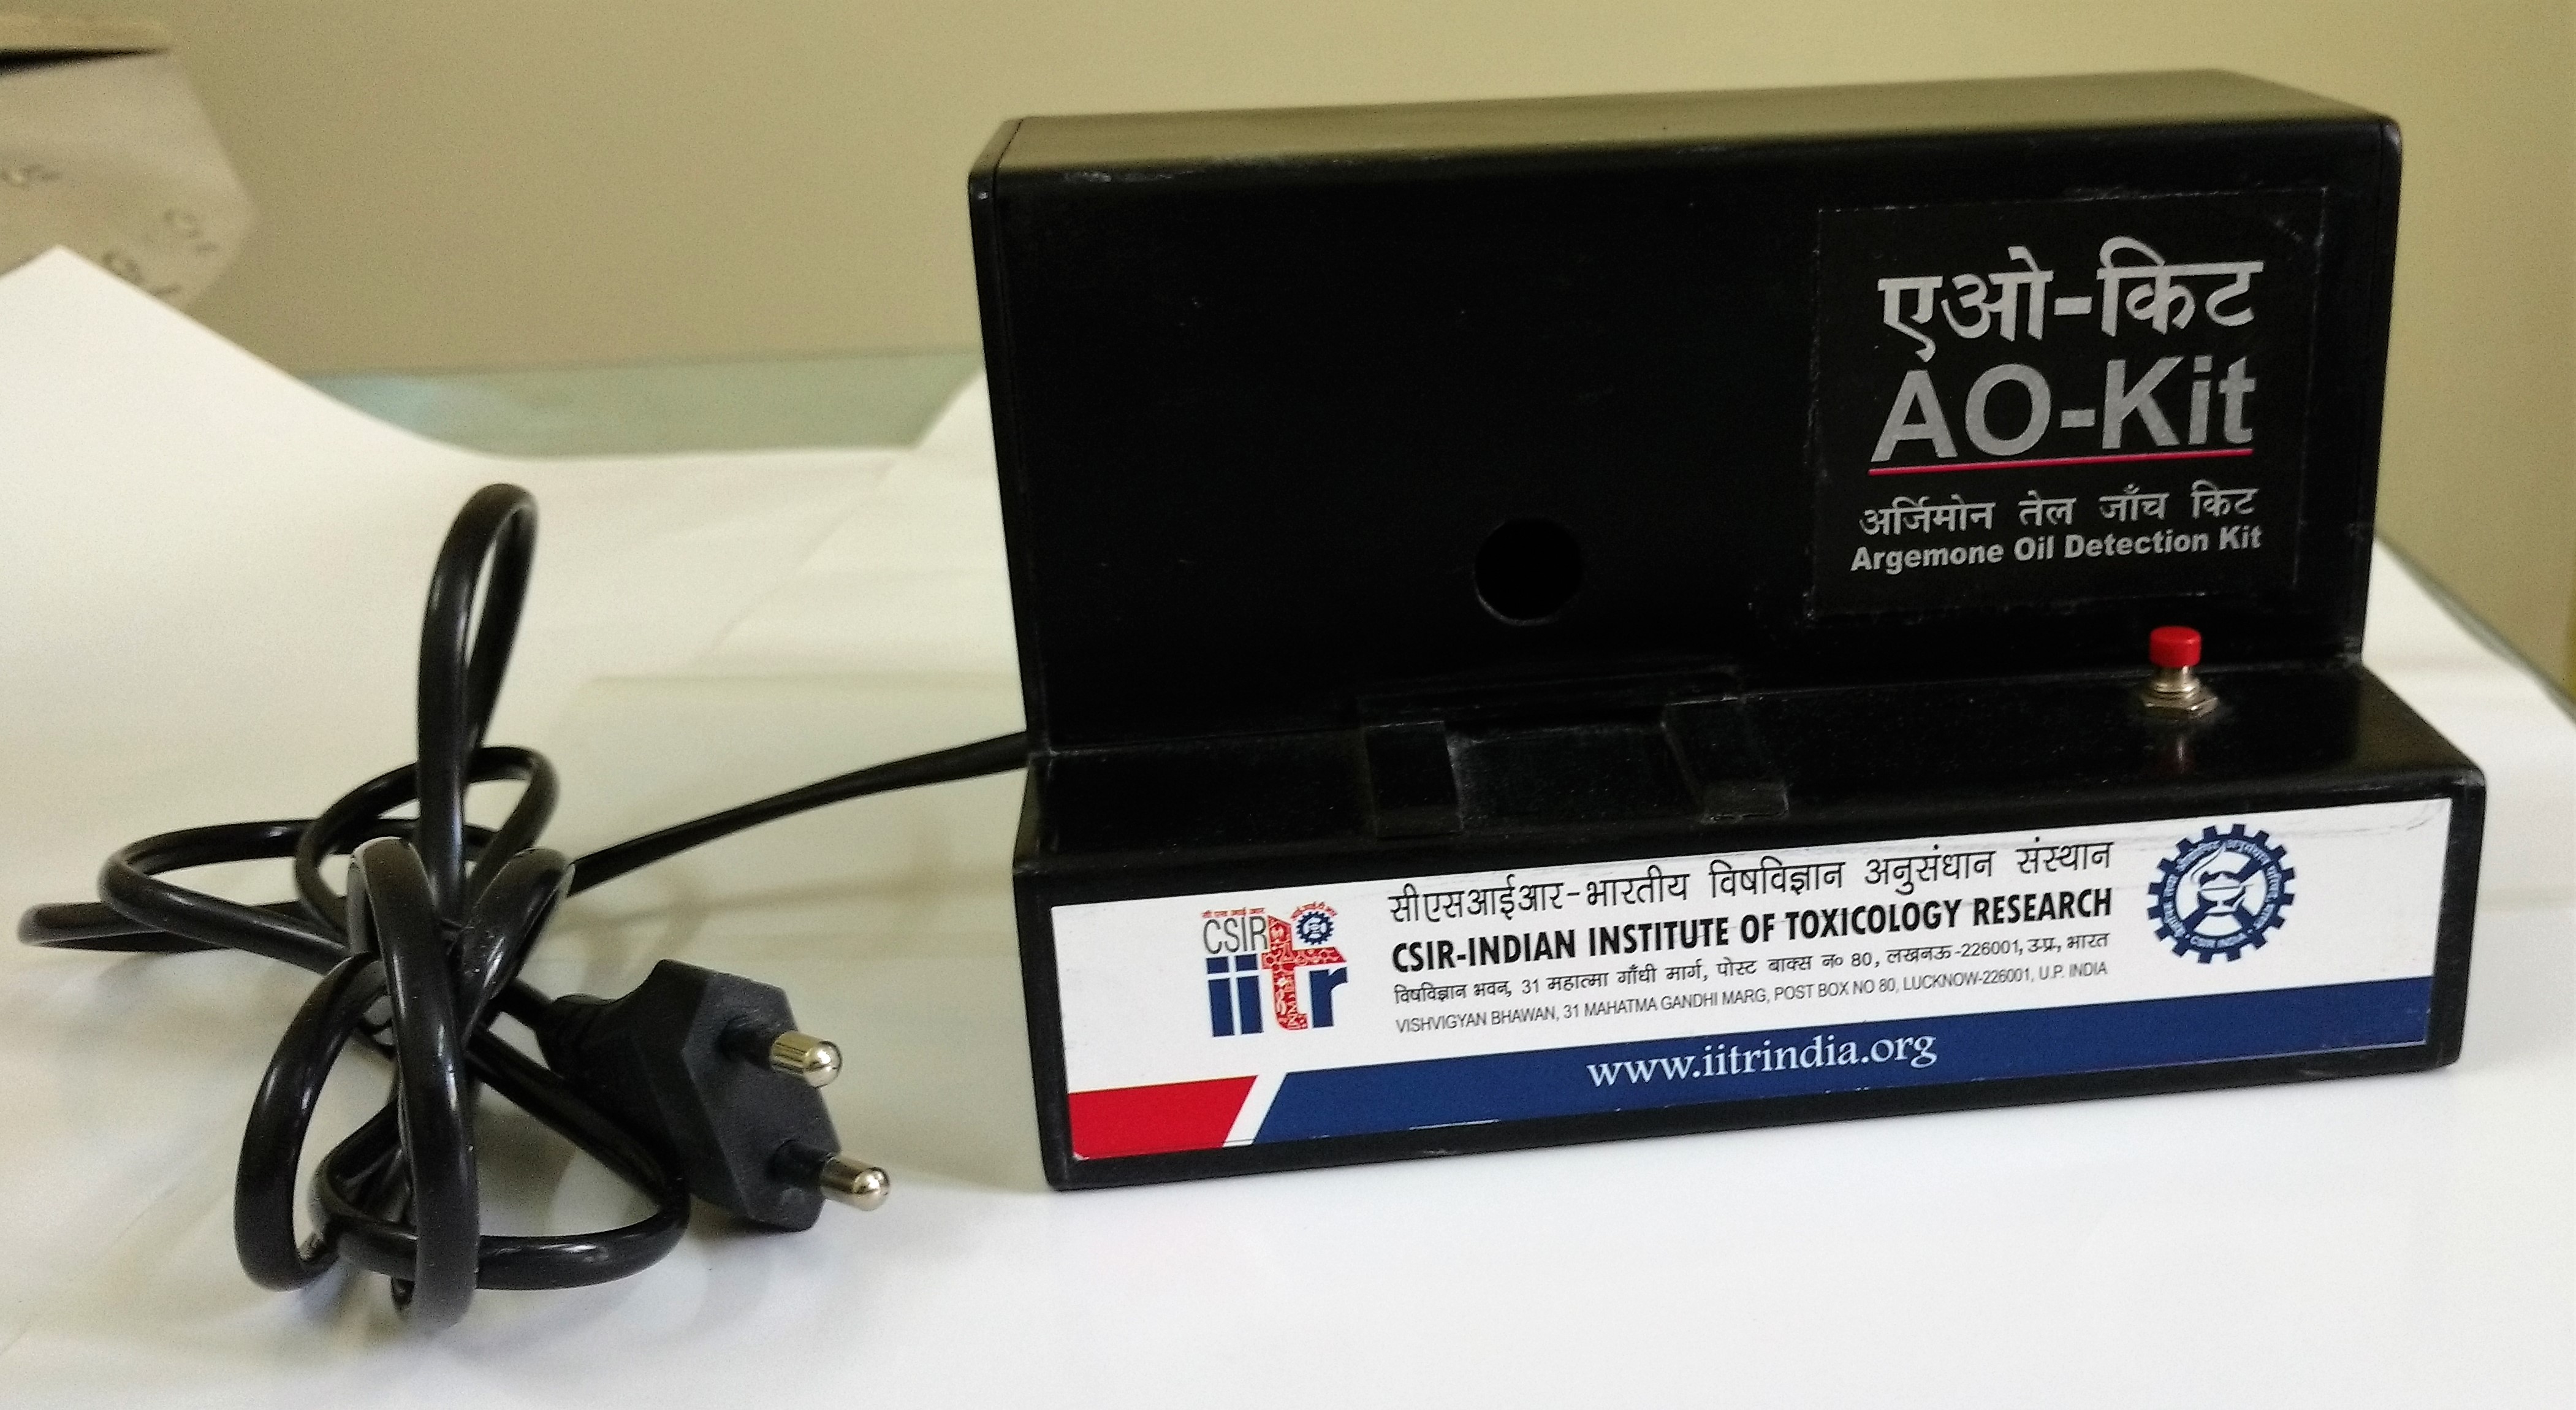 एओ-किट
AO-Kit
अर्जिमोन तेल जाँच किट
Argemone Oil Detection Kit
CSIR
iitr
सीएसआईआर-भारतीय विषविज्ञान अनुसंधान संस्थान
CSIR-INDIAN INSTITUTE OF TOXICOLOGY RESEARCH
विषविज्ञान भवन, 31 महात्मा गाँधी मार्ग, पोस्ट बाक्स न० 80, लखनऊ-226001, उ.प्र., भारत
VISHVIGYAN BHAWAN, 31 MAHATMA GANDHI MARG, POST BOX NO 80, LUCKNOW-226001, U.P. INDIA
CSIR INDIA
www.iitrindia.org